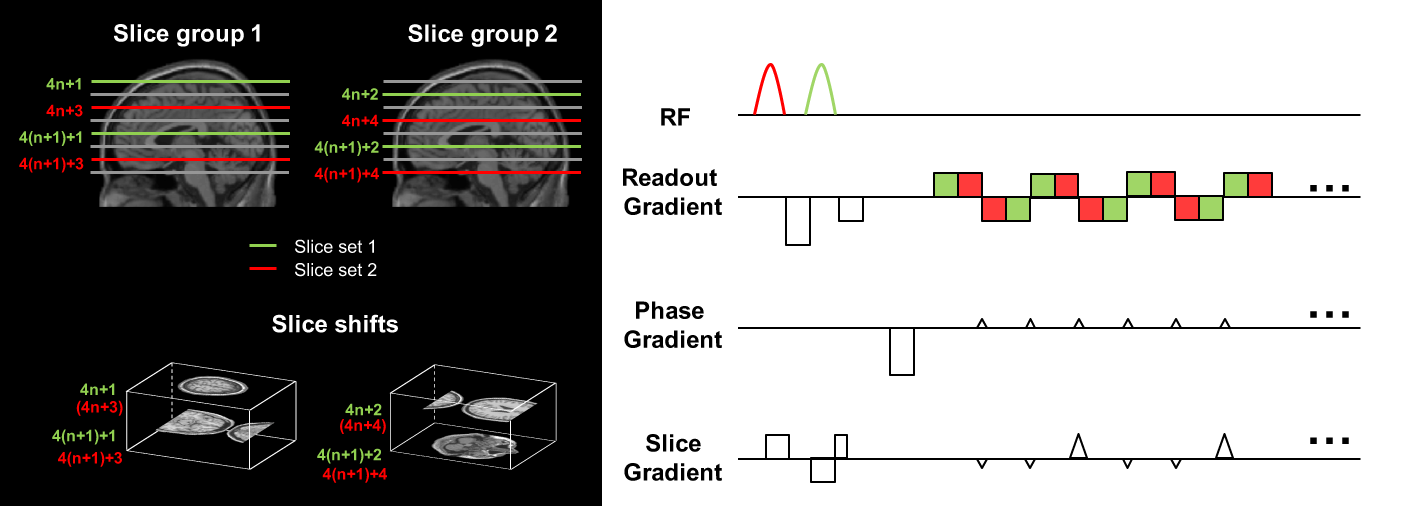 Slice group 1
Slice group 2
4n+1
4n+3
4(n+1)+1
4(n+1)+3
4n+2
4n+4
4(n+1)+2
4(n+1)+4
Slice set 1
Slice set 2
Slice shifts
4n+1
(4n+3)
4(n+1)+1
4(n+1)+3
4n+2
(4n+4)
4(n+1)+2
4(n+1)+4
RF
Readout
Gradient
...
Phase
Gradient
...
Slice
Gradient
...